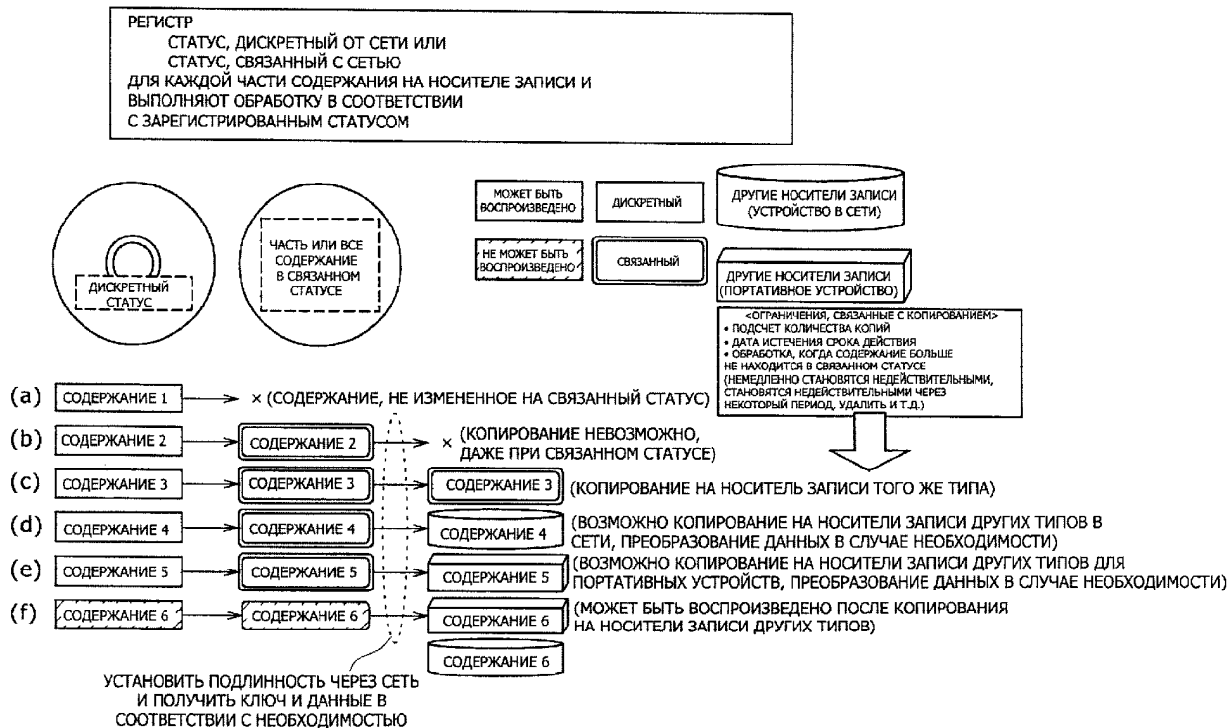 РЕГИСТР
СТАТУС, ДИСКРЕТНЫЙ ОТ СЕТИ ИЛИ
СТАТУС, СВЯЗАННЫЙ С СЕТЬЮ
ДЛЯ КАЖДОЙ ЧАСТИ СОДЕРЖАНИЯ НА НОСИТЕЛЕ ЗАПИСИ И
ВЫПОЛНЯЮТ ОБРАБОТКУ В СООТВЕТСТВИИ
С ЗАРЕГИСТРИРОВАННЫМ СТАТУСОМ
ДИСКРЕТНЫЙ
СТАТУС
ЧАСТЬ ИЛИ ВСЕ
СОДЕРЖАНИЕ
В СВЯЗАННОМ
СТАТУСЕ
МОЖЕТ БЫТЬ
ВОСПРОИЗВЕДЕНО
ДИСКРЕТНЫЙ
ДРУГИЕ НОСИТЕЛИ ЗАПИСИ
(УСТРОЙСТВО В СЕТИ)
НЕ МОЖЕТ БЫТЬ
ВОСПРОИЗВЕДЕНО
СВЯЗАННЫЙ
ДРУГИЕ НОСИТЕЛИ ЗАПИСИ
(ПОРТАТИВНОЕ УСТРОЙСТВО)
<ОГРАНИЧЕНИЯ, СВЯЗАННЫЕ С КОПИРОВАНИЕМ>
• ПОДСЧЕТ КОЛИЧЕСТВА КОПИЙ
• ДАТА ИСТЕЧЕНИЯ СРОКА ДЕЙСТВИЯ
• ОБРАБОТКА, КОГДА СОДЕРЖАНИЕ БОЛЬШЕ
НЕ НАХОДИТСЯ В СВЯЗАННОМ СТАТУСЕ
(НЕМЕДЛЕННО СТАНОВЯТСЯ НЕДЕЙСТВИТЕЛЬНЫМИ,
СТАНОВЯТСЯ НЕДЕЙСТВИТЕЛЬНЫМИ ЧЕРЕЗ
НЕКОТОРЫЙ ПЕРИОД, УДАЛИТЬ И Т.Д.)
(a) СОДЕРЖАНИЕ 1 × (СОДЕРЖАНИЕ, НЕ ИЗМЕНЕННОЕ НА СВЯЗАННЫЙ СТАТУС)
(b) СОДЕРЖАНИЕ 2 СОДЕРЖАНИЕ 2 × (КОПИРОВАНИЕ НЕВОЗМОЖНО,
ДАЖЕ ПРИ СВЯЗАННОМ СТАТУСЕ)
(c) СОДЕРЖАНИЕ 3 СОДЕРЖАНИЕ 3 СОДЕРЖАНИЕ 3 (КОПИРОВАНИЕ НА НОСИТЕЛЬ ЗАПИСИ ТОГО ЖЕ ТИПА)
(d) СОДЕРЖАНИЕ 4 СОДЕРЖАНИЕ 4 СОДЕРЖАНИЕ 4 (ВОЗМОЖНО КОПИРОВАНИЕ НА НОСИТЕЛИ ЗАПИСИ ДРУГИХ ТИПОВ В
СЕТИ, ПРЕОБРАЗОВАНИЕ ДАННЫХ В СЛУЧАЕ НЕОБХОДИМОСТИ)
(e) СОДЕРЖАНИЕ 5 СОДЕРЖАНИЕ 5 СОДЕРЖАНИЕ 5 (ВОЗМОЖНО КОПИРОВАНИЕ НА НОСИТЕЛИ ЗАПИСИ ДРУГИХ ТИПОВ ДЛЯ
ПОРТАТИВНЫХ УСТРОЙСТВ, ПРЕОБРАЗОВАНИЕ ДАННЫХ В СЛУЧАЕ НЕОБХОДИМОСТИ)
(f) СОДЕРЖАНИЕ 6 СОДЕРЖАНИЕ 6 СОДЕРЖАНИЕ 6 (МОЖЕТ БЫТЬ ВОСПРОИЗВЕДЕНО ПОСЛЕ КОПИРОВАНИЯ
НА НОСИТЕЛИ ЗАПИСИ ДРУГИХ ТИПОВ)
СОДЕРЖАНИЕ 6
УСТАНОВИТЬ ПОДЛИННОСТЬ ЧЕРЕЗ СЕТЬ
И ПОЛУЧИТЬ КЛЮЧ И ДАННЫЕ В
СООТВЕТСТВИИ С НЕОБХОДИМОСТЬЮ